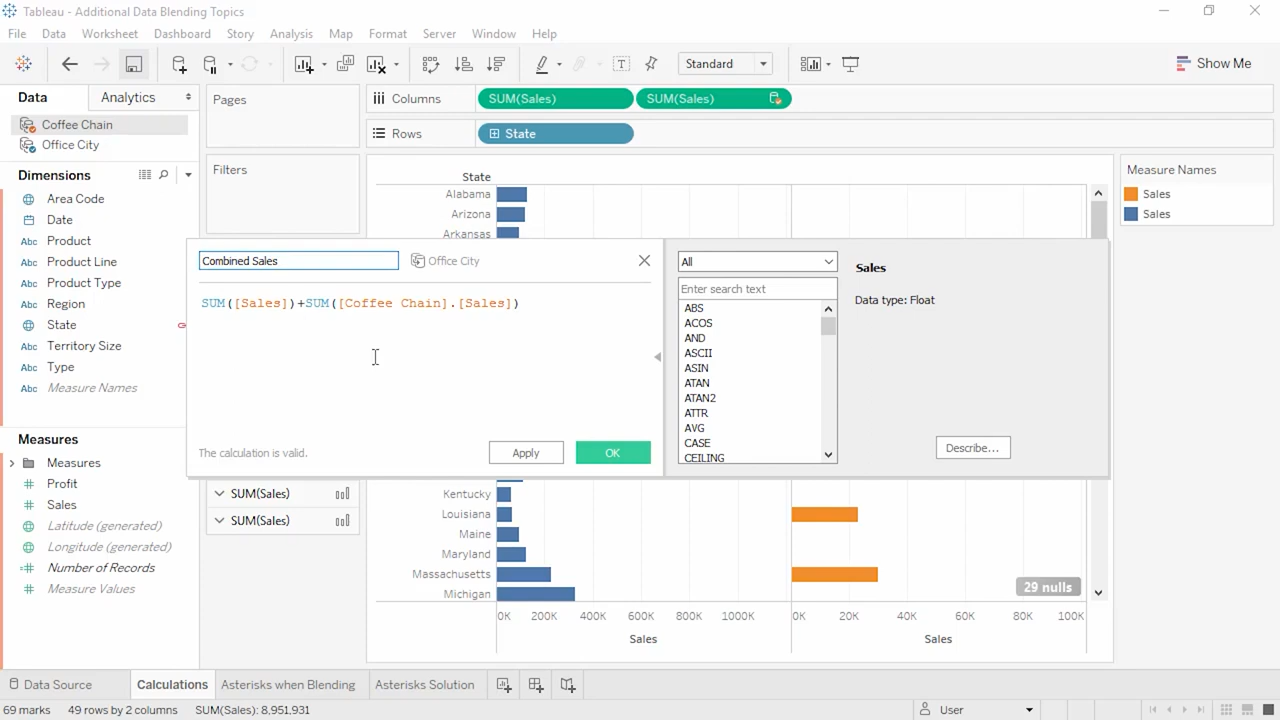 Tableau - Additional Data Blending Topics
File Data Worksheet Dashboard Story Analysis Map Format Server Window Help
Standard
Show Me
Data Analytics
Coffee Chain
Office City
Dimensions
Area Code
Date
Abc Product
Abc Product Line
Abc Product Type
Abc Region
State
Abc Territory Size
Abc Type
Abc Measure Names
Measures
Measures
Profit
Sales
Latitude (generated)
Longitude (generated)
Number of Records
Measure Values
Pages
Filters
SUM(Sales)
SUM(Sales)
Columns SUM(Sales) SUM(Sales)
Rows State
State
Alabama
Arizona
Arkansas
Combined Sales
Office City
SUM([Sales])+SUM([Coffee Chain].[Sales])
The calculation is valid.
Apply
OK
All
Enter search text
ABS
ACOS
AND
ASCII
ASIN
ATAN
ATAN2
ATTR
AVG
CASE
CEILING
Sales
Data type: Float
Describe...
Kentucky
Louisiana
Maine
Maryland
Massachusetts
Michigan
29 nulls
0K 200K 400K 600K 800K 1000K 0K 20K 40K 60K 80K 100K
Sales Sales
Measure Names
Sales
Sales
Data Source Calculations Asterisks when Blending Asterisks Solution
69 marks 49 rows by 2 columns SUM(Sales): 8,951,931
User